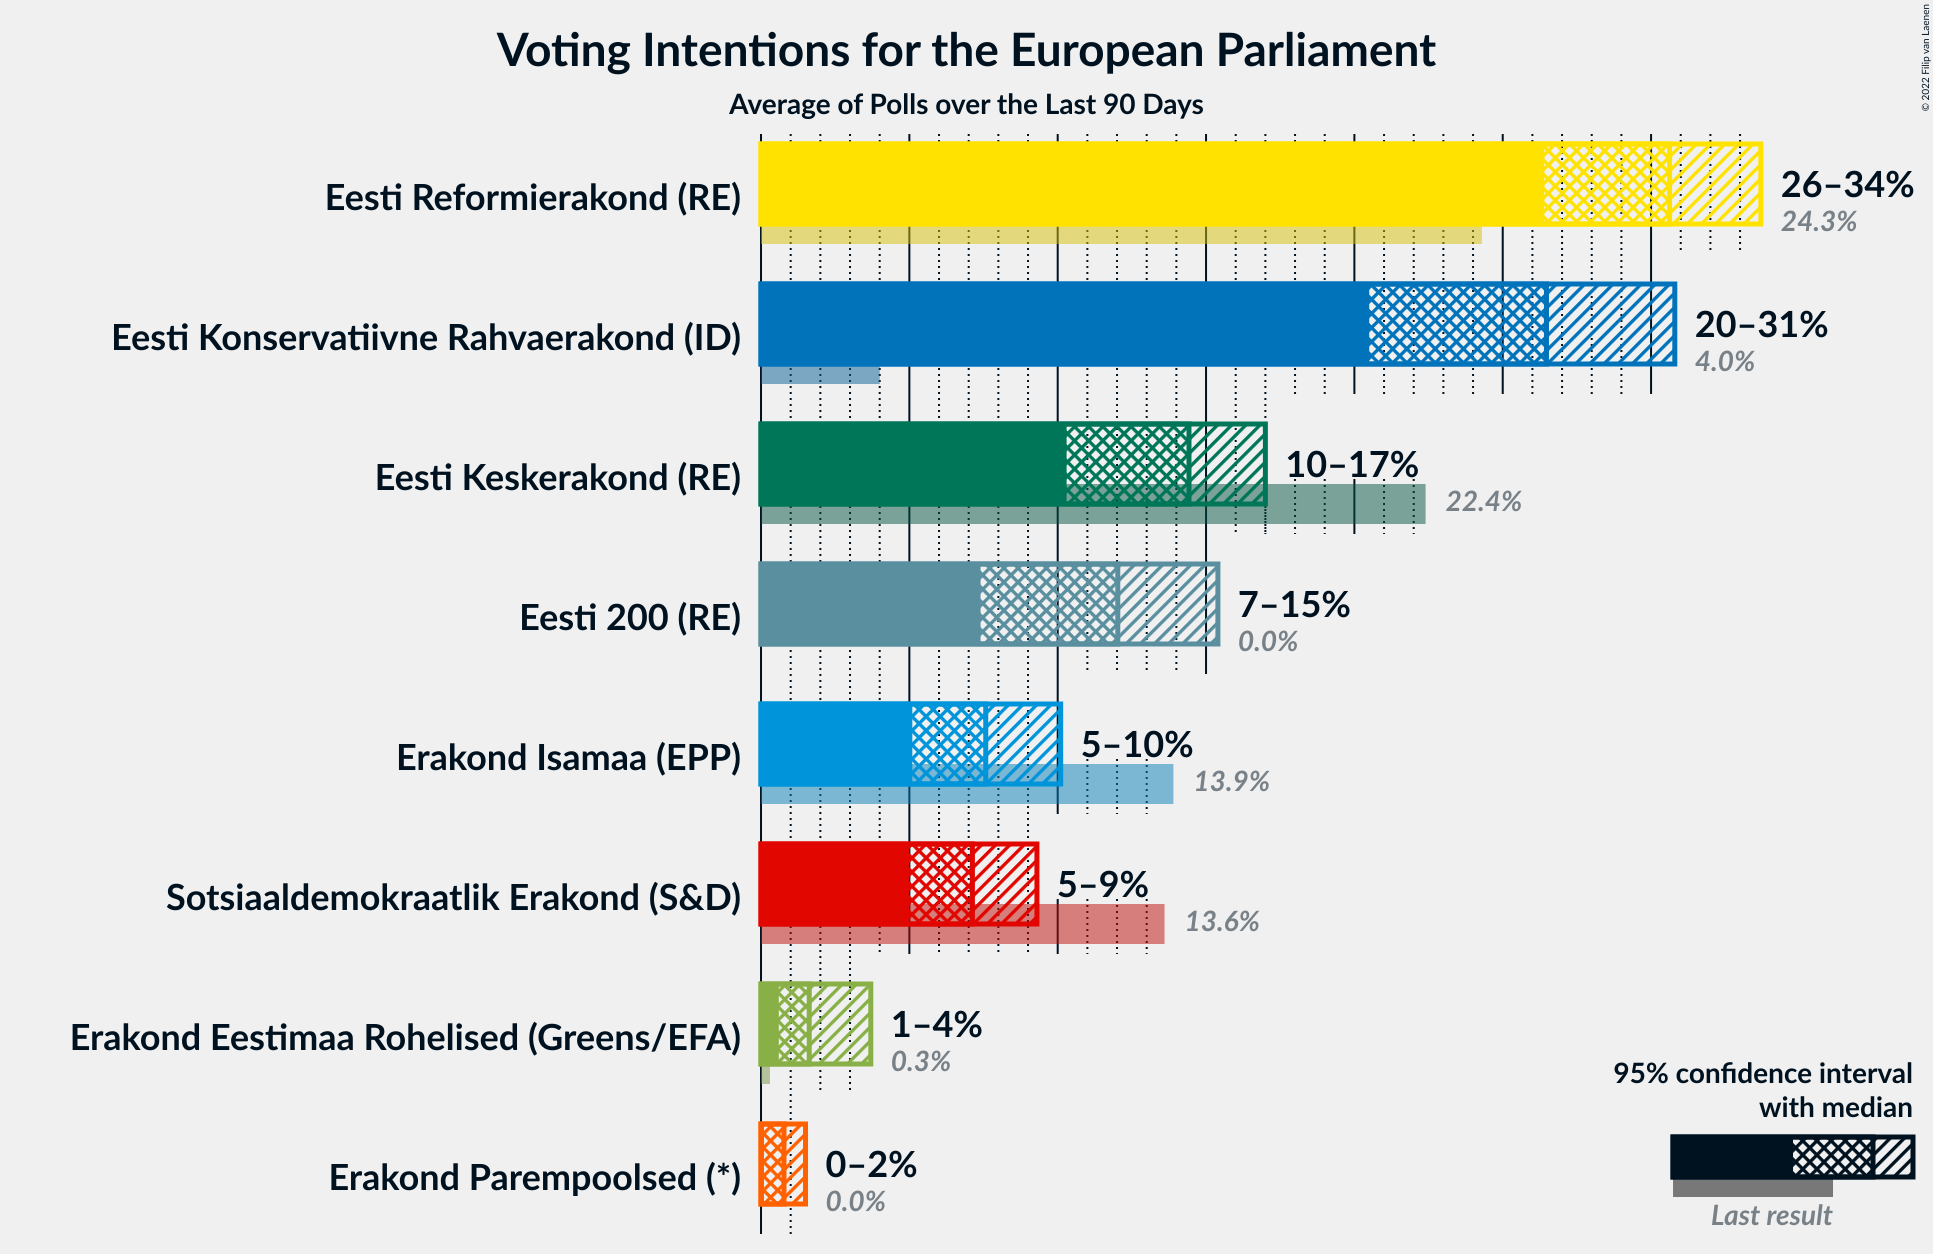 Voting Intentions for the European Parliament
Average of Polls over the Last 90 Days
© 2022 Filip van Laenen
Eesti Reformierakond (RE)
26–34%
24.3%
Eesti Konservatiivne Rahvaerakond (ID)
20–31%
4.0%
Eesti Keskerakond (RE)
10–17%
22.4%
Eesti 200 (RE)
7–15%
0.0%
Erakond Isamaa (EPP)
5–10%
13.9%
Sotsiaaldemokraatlik Erakond (S&D)
5–9%
13.6%
Erakond Eestimaa Rohelised (Greens/EFA)
1–4%
0.3%
Erakond Parempoolsed (*)
0–2%
0.0%
95% confidence interval
with median
Last result